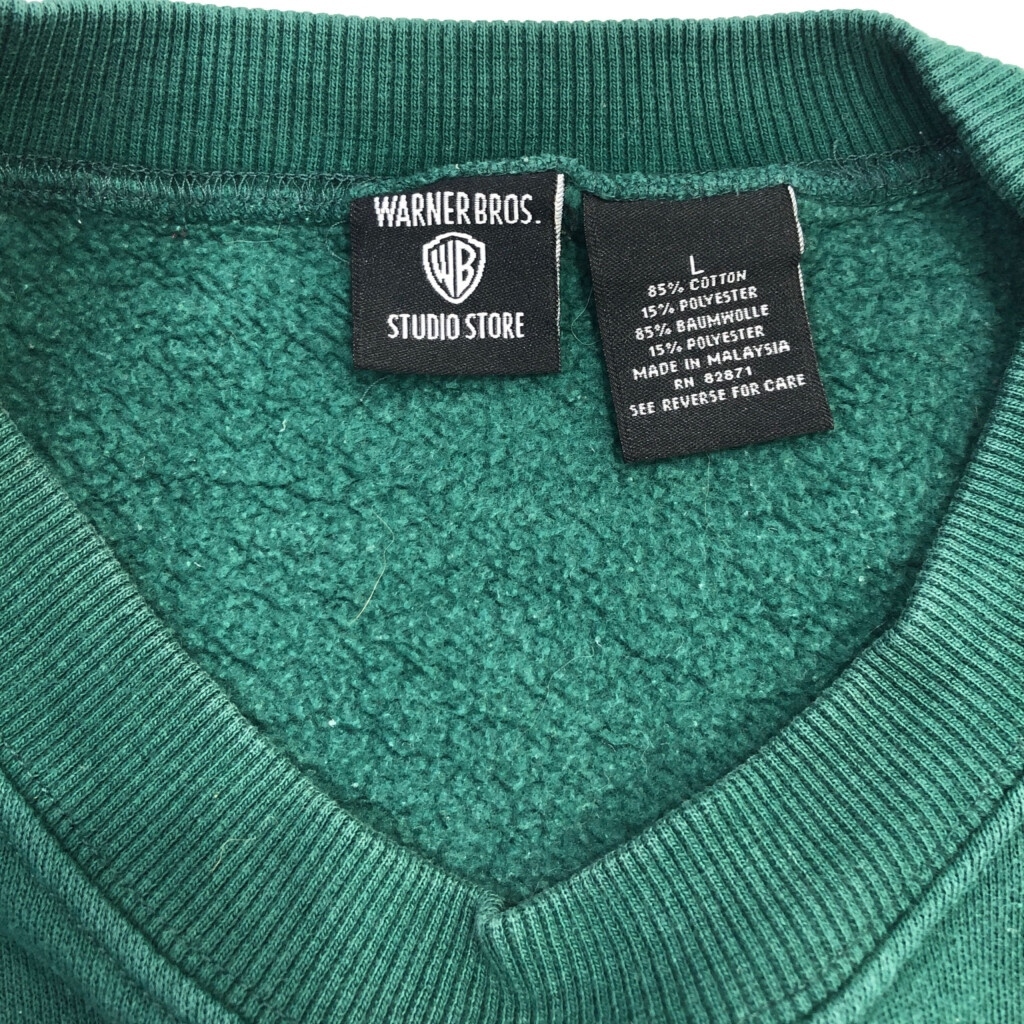 WARNER BROS.
WB
STUDIO STORE
L
85% COTTON
15% POLYESTER
85% BAUMWOLLE
15% POLYESTER
MADE IN MALAYSIA
RN 82871
SEE REVERSE FOR CARE